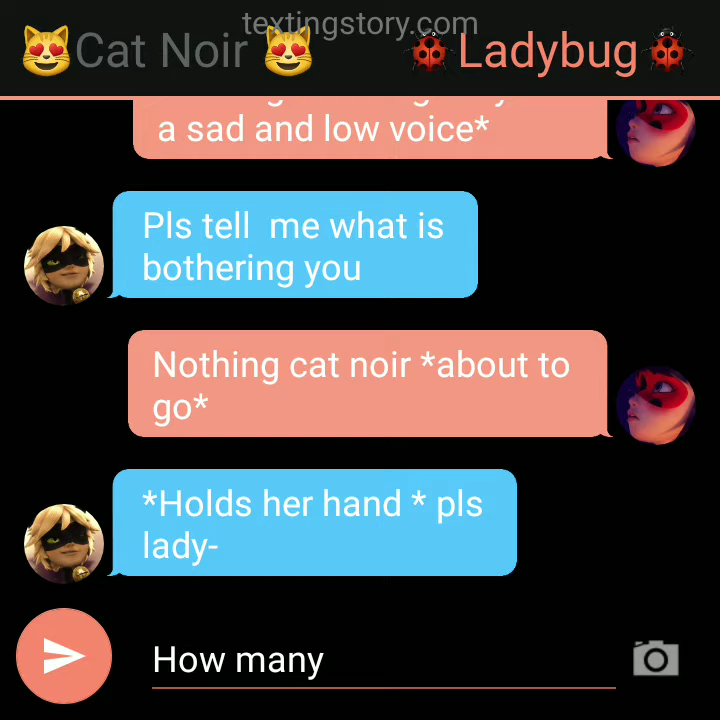 textingstory.com
😻Cat Noir 😻 🐞Ladybug🐞
a sad and low voice*
Pls tell  me what is
bothering you
Nothing cat noir *about to
go*
*Holds her hand * pls
lady-
How many